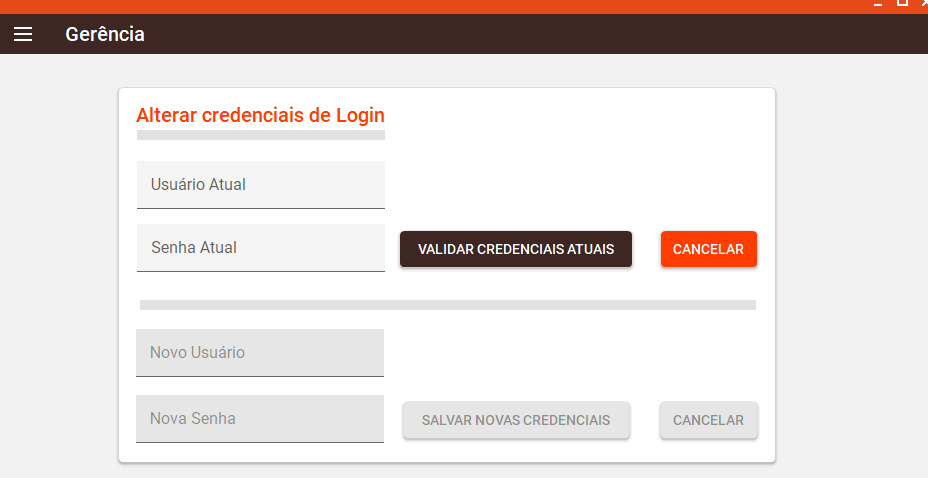 Gerência
Alterar credenciais de Login
Usuário Atual
Senha Atual
VALIDAR CREDENCIAIS ATUAIS
CANCELAR
Novo Usuário
Nova Senha
SALVAR NOVAS CREDENCIAIS
CANCELAR